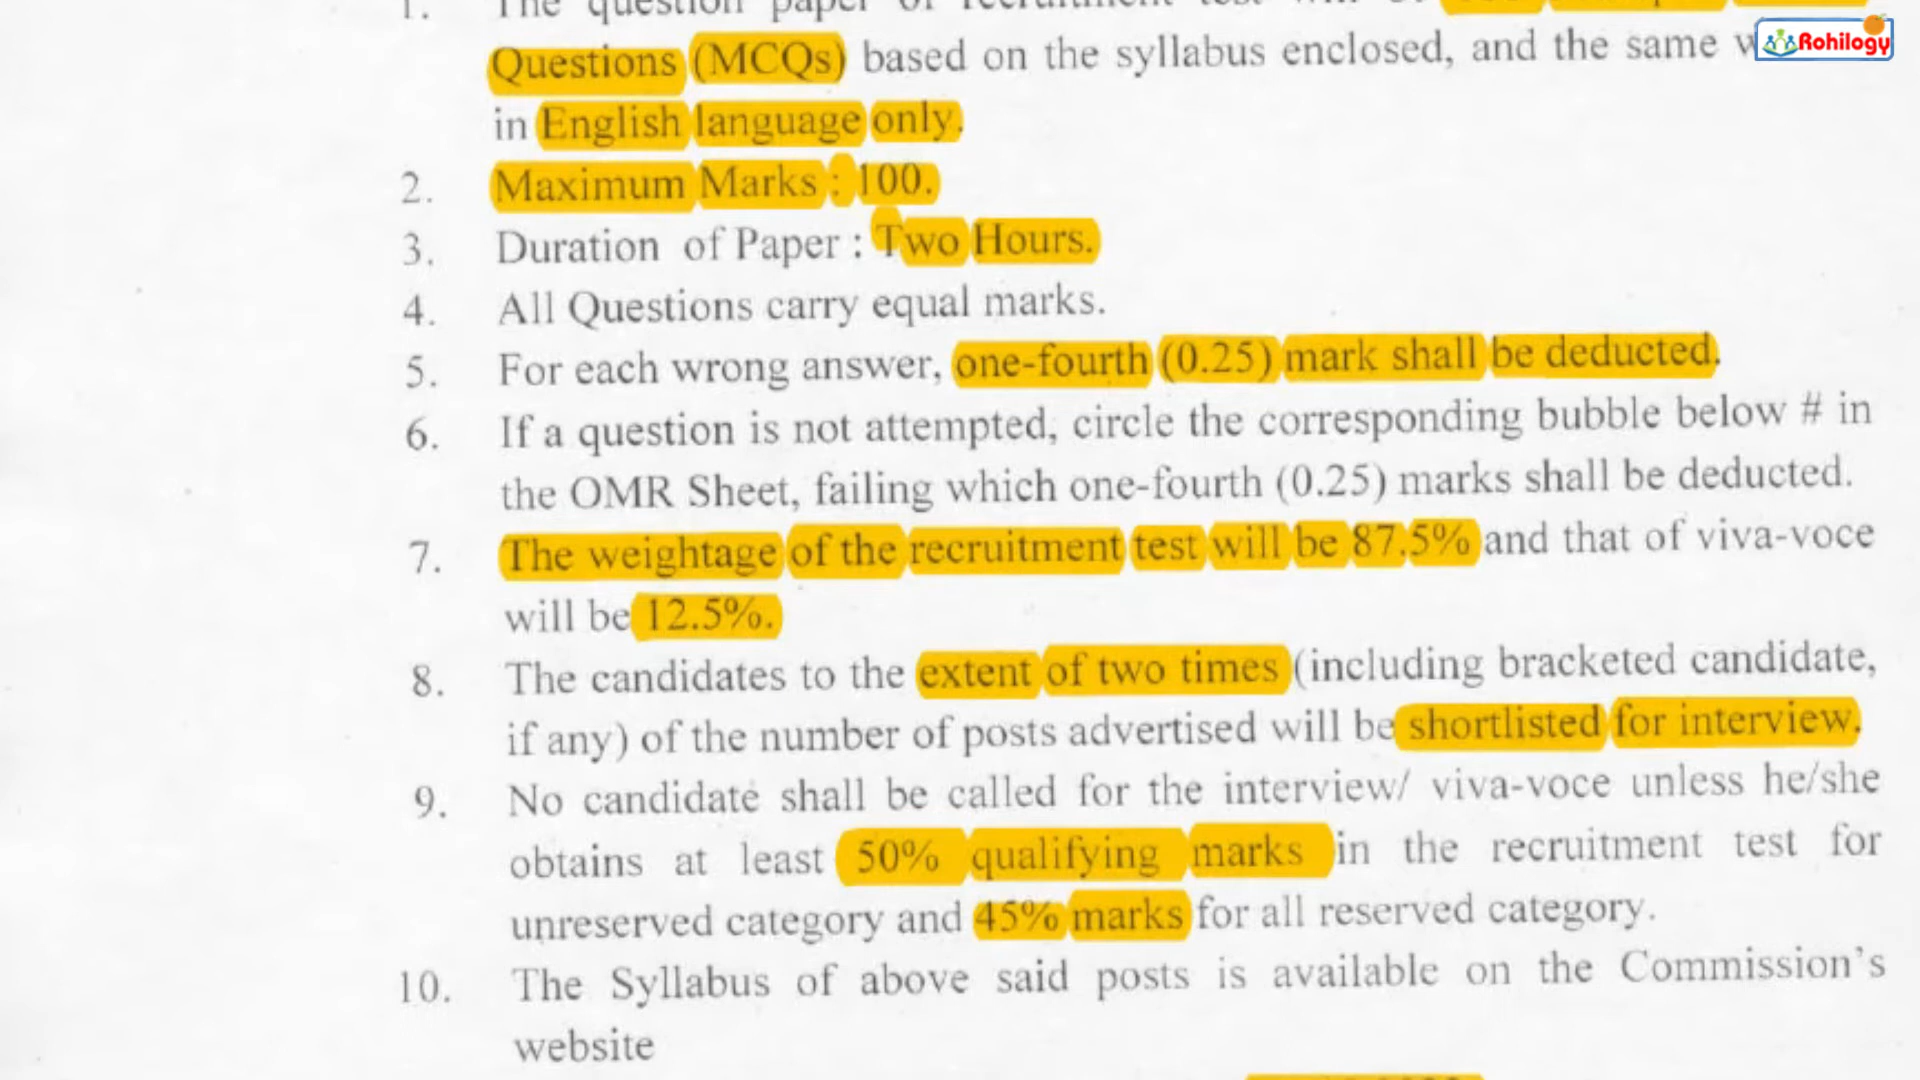 1. The question paper of recruitment test will
Questions (MCQs) based on the syllabus enclosed, and the same
Rohilogy
in English language only.
2. Maximum Marks : 100.
3. Duration of Paper : Two Hours.
4. All Questions carry equal marks.
5. For each wrong answer, one-fourth (0.25) mark shall be deducted.
6. If a question is not attempted, circle the corresponding bubble below # in
the OMR Sheet, failing which one-fourth (0.25) marks shall be deducted.
7. The weightage of the recruitment test will be 87.5% and that of viva-voce
will be 12.5%.
8. The candidates to the extent of two times (including bracketed candidate,
if any) of the number of posts advertised will be shortlisted for interview.
9. No candidate shall be called for the interview/ viva-voce unless he/she
obtains at least 50% qualifying marks in the recruitment test for
unreserved category and 45% marks for all reserved category.
10. The Syllabus of above said posts is available on the Commission's
website